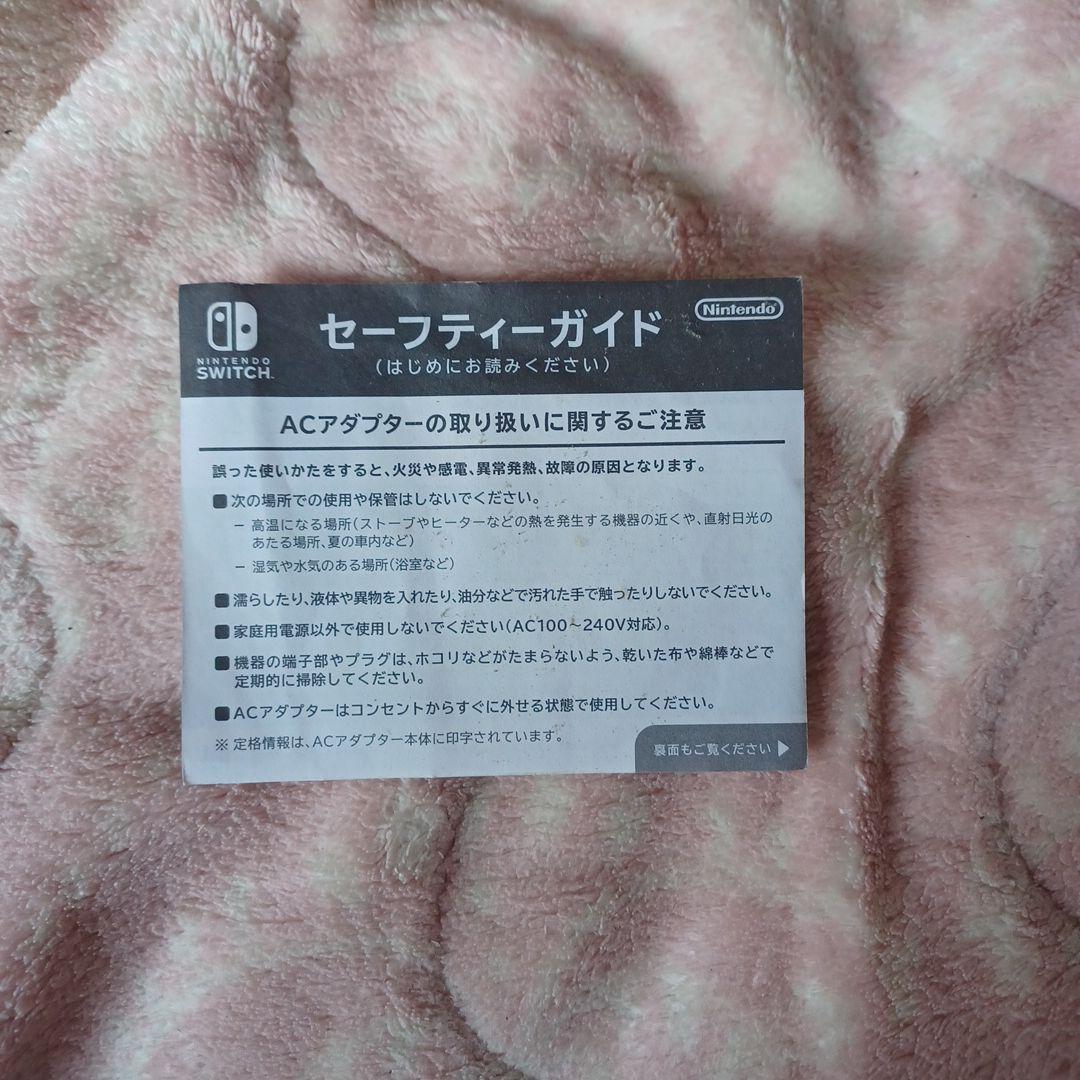 NINTENDO
SWITCH
セーフティーガイド
Nintendo
(はじめにお読みください)
ACアダプターの取り扱いに関するご注意
誤った使いかたをすると、火災や感電、異常発熱、故障の原因となります。
■次の場所での使用や保管はしないでください。
− 高温になる場所(ストーブやヒーターなどの熱を発生する機器の近くや、直射日光の
あたる場所、夏の車内など)
− 湿気や水気のある場所(浴室など)
■濡らしたり、液体や異物を入れたり、油分などで汚れた手で触ったりしないでください。
■家庭用電源以外で使用しないでください(AC100～240V対応)。
■機器の端子部やプラグは、ホコリなどがたまらないよう、乾いた布や綿棒などで
定期的に掃除してください。
■ACアダプターはコンセントからすぐに外せる状態で使用してください。
※ 定格情報は、ACアダプター本体に印字されています。
裏面もご覧ください ▶